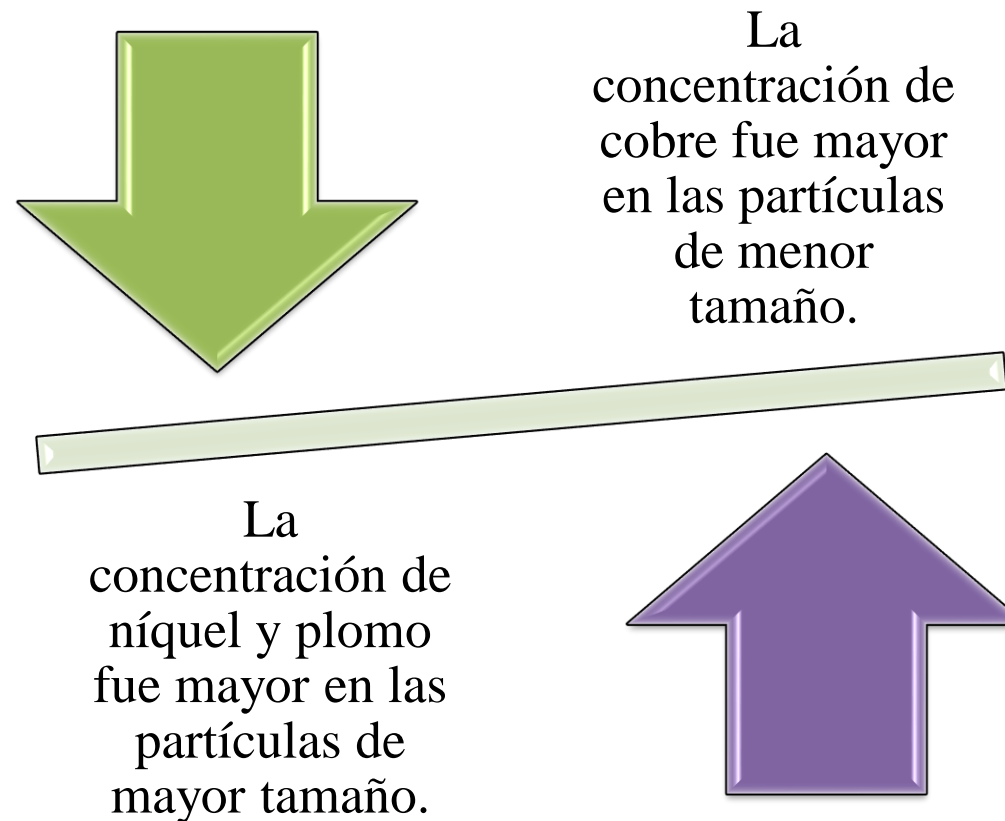 La
concentración de
cobre fue mayor
en las partículas
de menor
tamaño.
La
concentración de
níquel y plomo
fue mayor en las
partículas de
mayor tamaño.